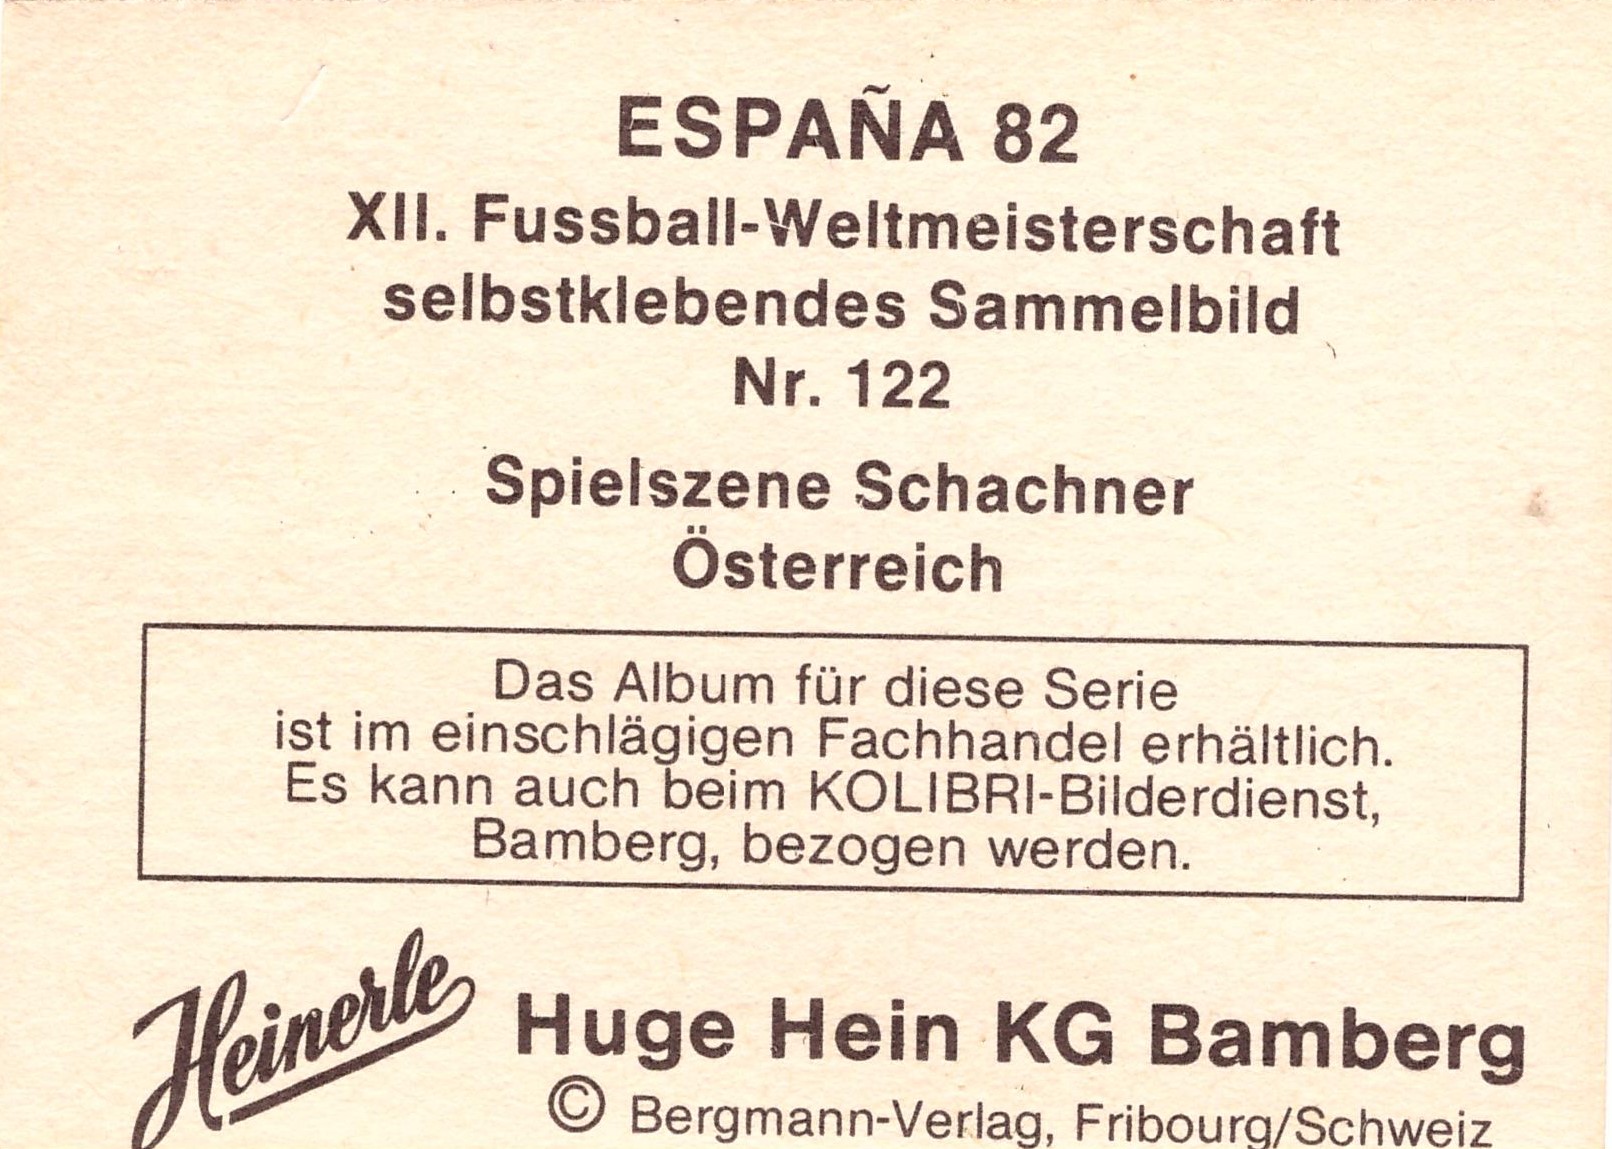 ESPAÑA 82
XII. Fussball-Weltmeisterschaft
selbstklebendes Sammelbild
Nr. 122
Spielszene Schachner
Österreich
Das Album für diese Serie
ist im einschlägigen Fachhandel erhältlich.
Es kann auch beim KOLIBRI-Bilderdienst,
Bamberg, bezogen werden.
Heinerle Huge Hein KG Bamberg
© Bergmann-Verlag, Fribourg/Schweiz